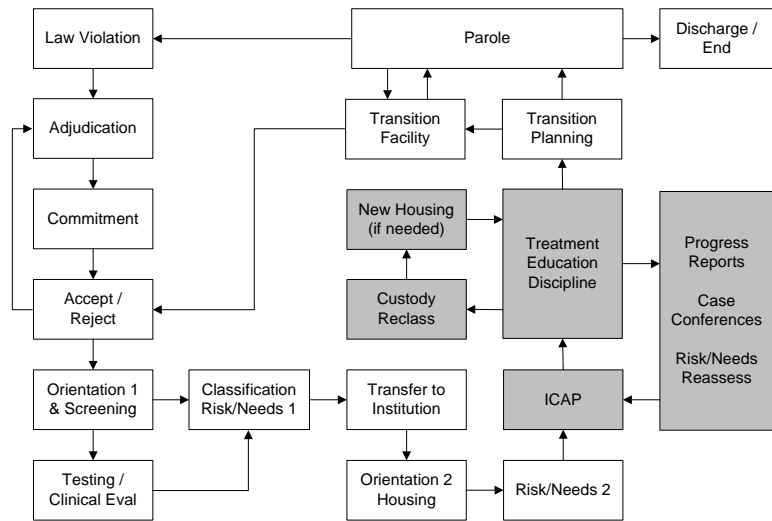 Law Violation
Parole
Discharge /
End
Adjudication
Transition
Facility
Transition
Planning
Commitment
New Housing
(if needed)
Treatment
Education
Discipline
Progress
Reports
Case
Conferences
Risk/Needs
Reassess
Accept /
Reject
Custody
Reclass
Orientation 1
& Screening
Classification
Risk/Needs 1
Transfer to
Institution
ICAP
Testing /
Clinical Eval
Orientation 2
Housing
Risk/Needs 2